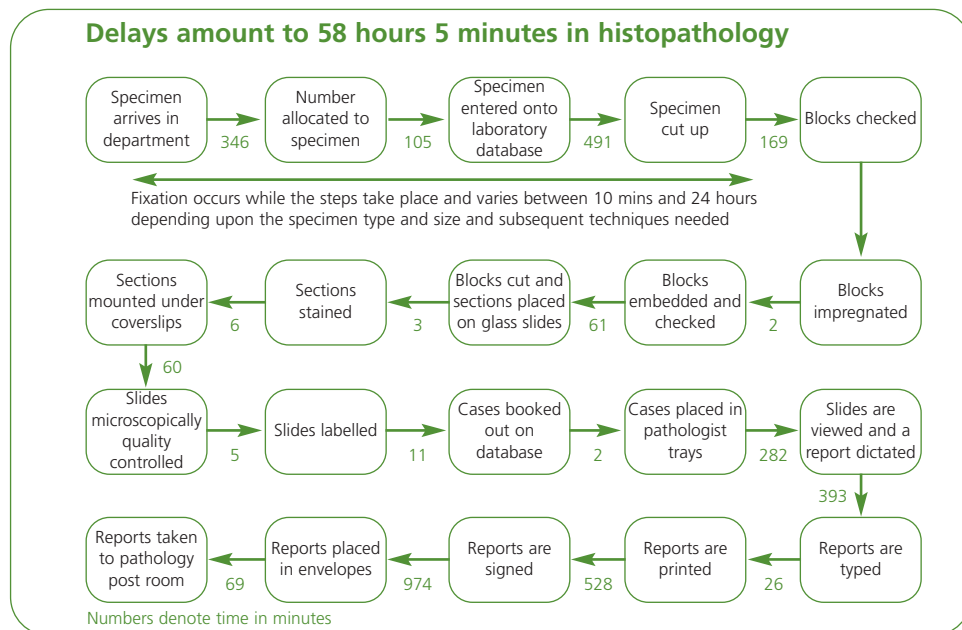 Delays amount to 58 hours 5 minutes in histopathology
Specimen
arrives in
department
346
Number
allocated to
specimen
105
Specimen
entered onto
laboratory
database
491
Specimen
cut up
169
Blocks checked
Fixation occurs while the steps take place and varies between 10 mins and 24 hours
depending upon the specimen type and size and subsequent techniques needed
Blocks
impregnated
2
Blocks
embedded and
checked
61
Blocks cut and
sections placed
on glass slides
3
Sections
stained
6
Sections
mounted under
coverslips
60
Slides
microscopically
quality
controlled
5
Slides labelled
11
Cases booked
out on
database
2
Cases placed in
pathologist
trays
282
Slides are
viewed and a
report dictated
393
Reports are
typed
26
Reports are
printed
528
Reports are
signed
974
Reports placed
in envelopes
69
Reports taken
to pathology
post room
Numbers denote time in minutes